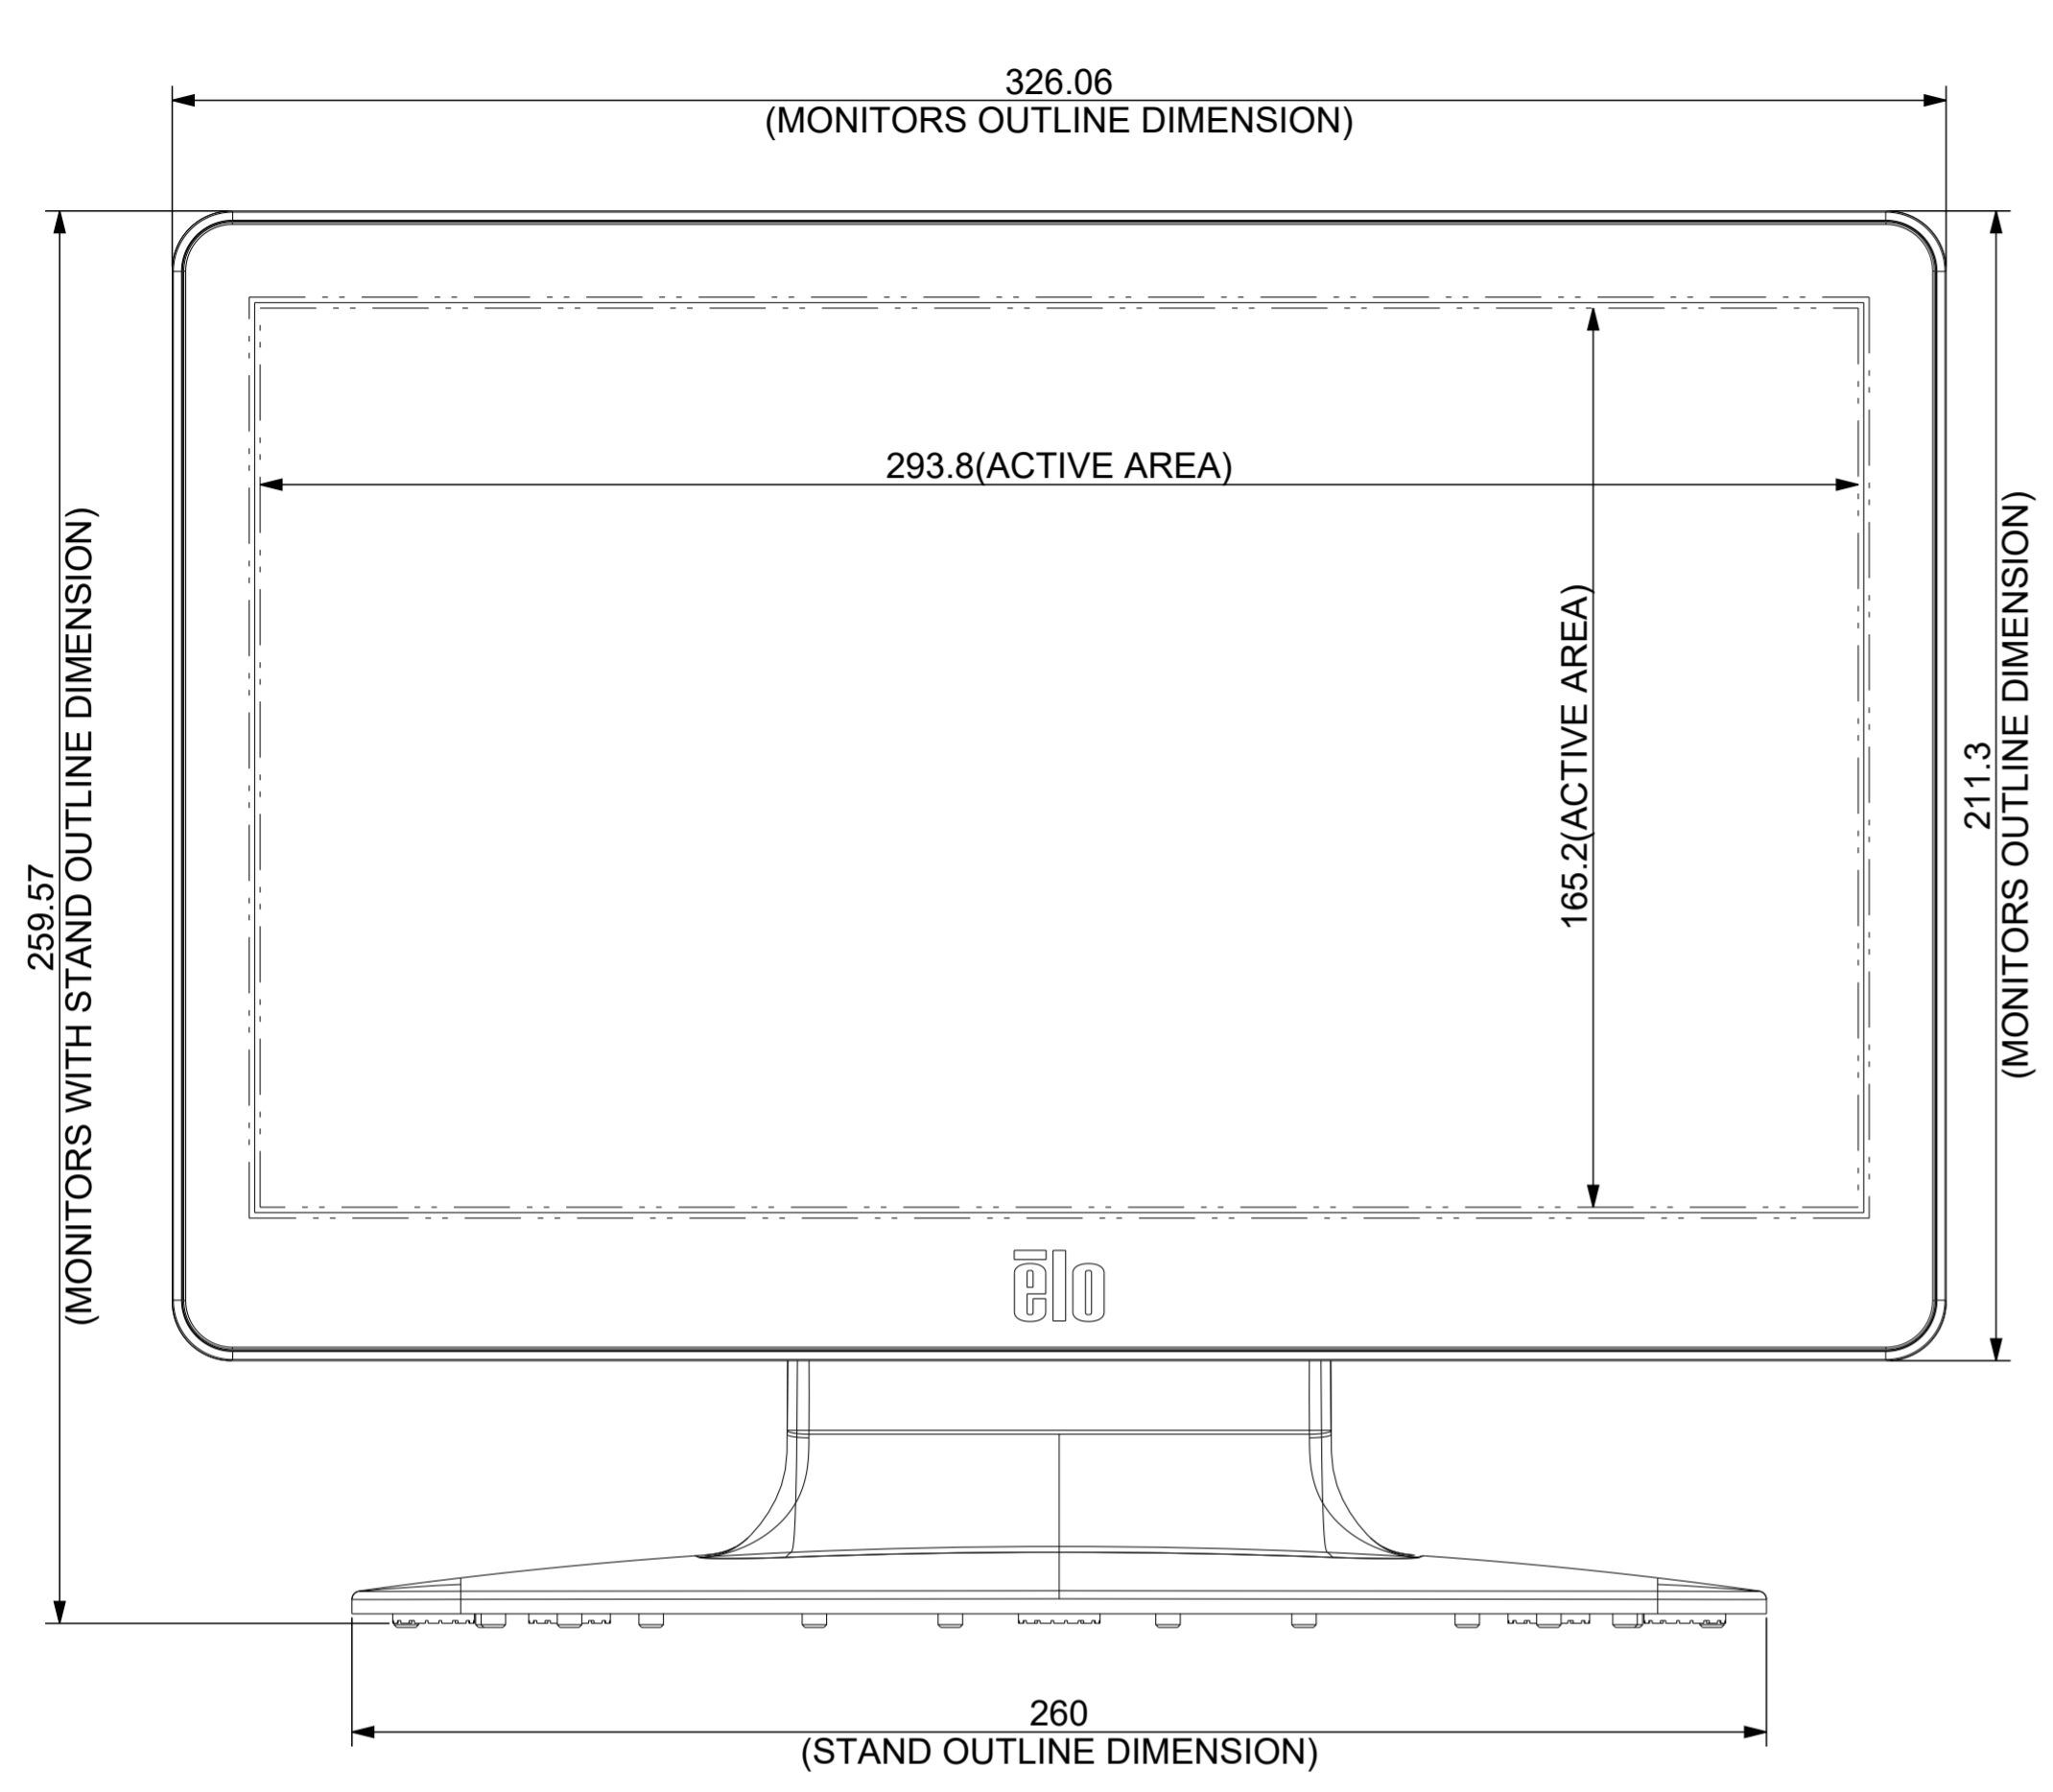 326.06
(MONITORS OUTLINE DIMENSION)
293.8(ACTIVE AREA)
165.2(ACTIVE AREA)
259.57
(MONITORS WITH STAND OUTLINE DIMENSION)
211.3
(MONITORS OUTLINE DIMENSION)
ēlo
260
(STAND OUTLINE DIMENSION)